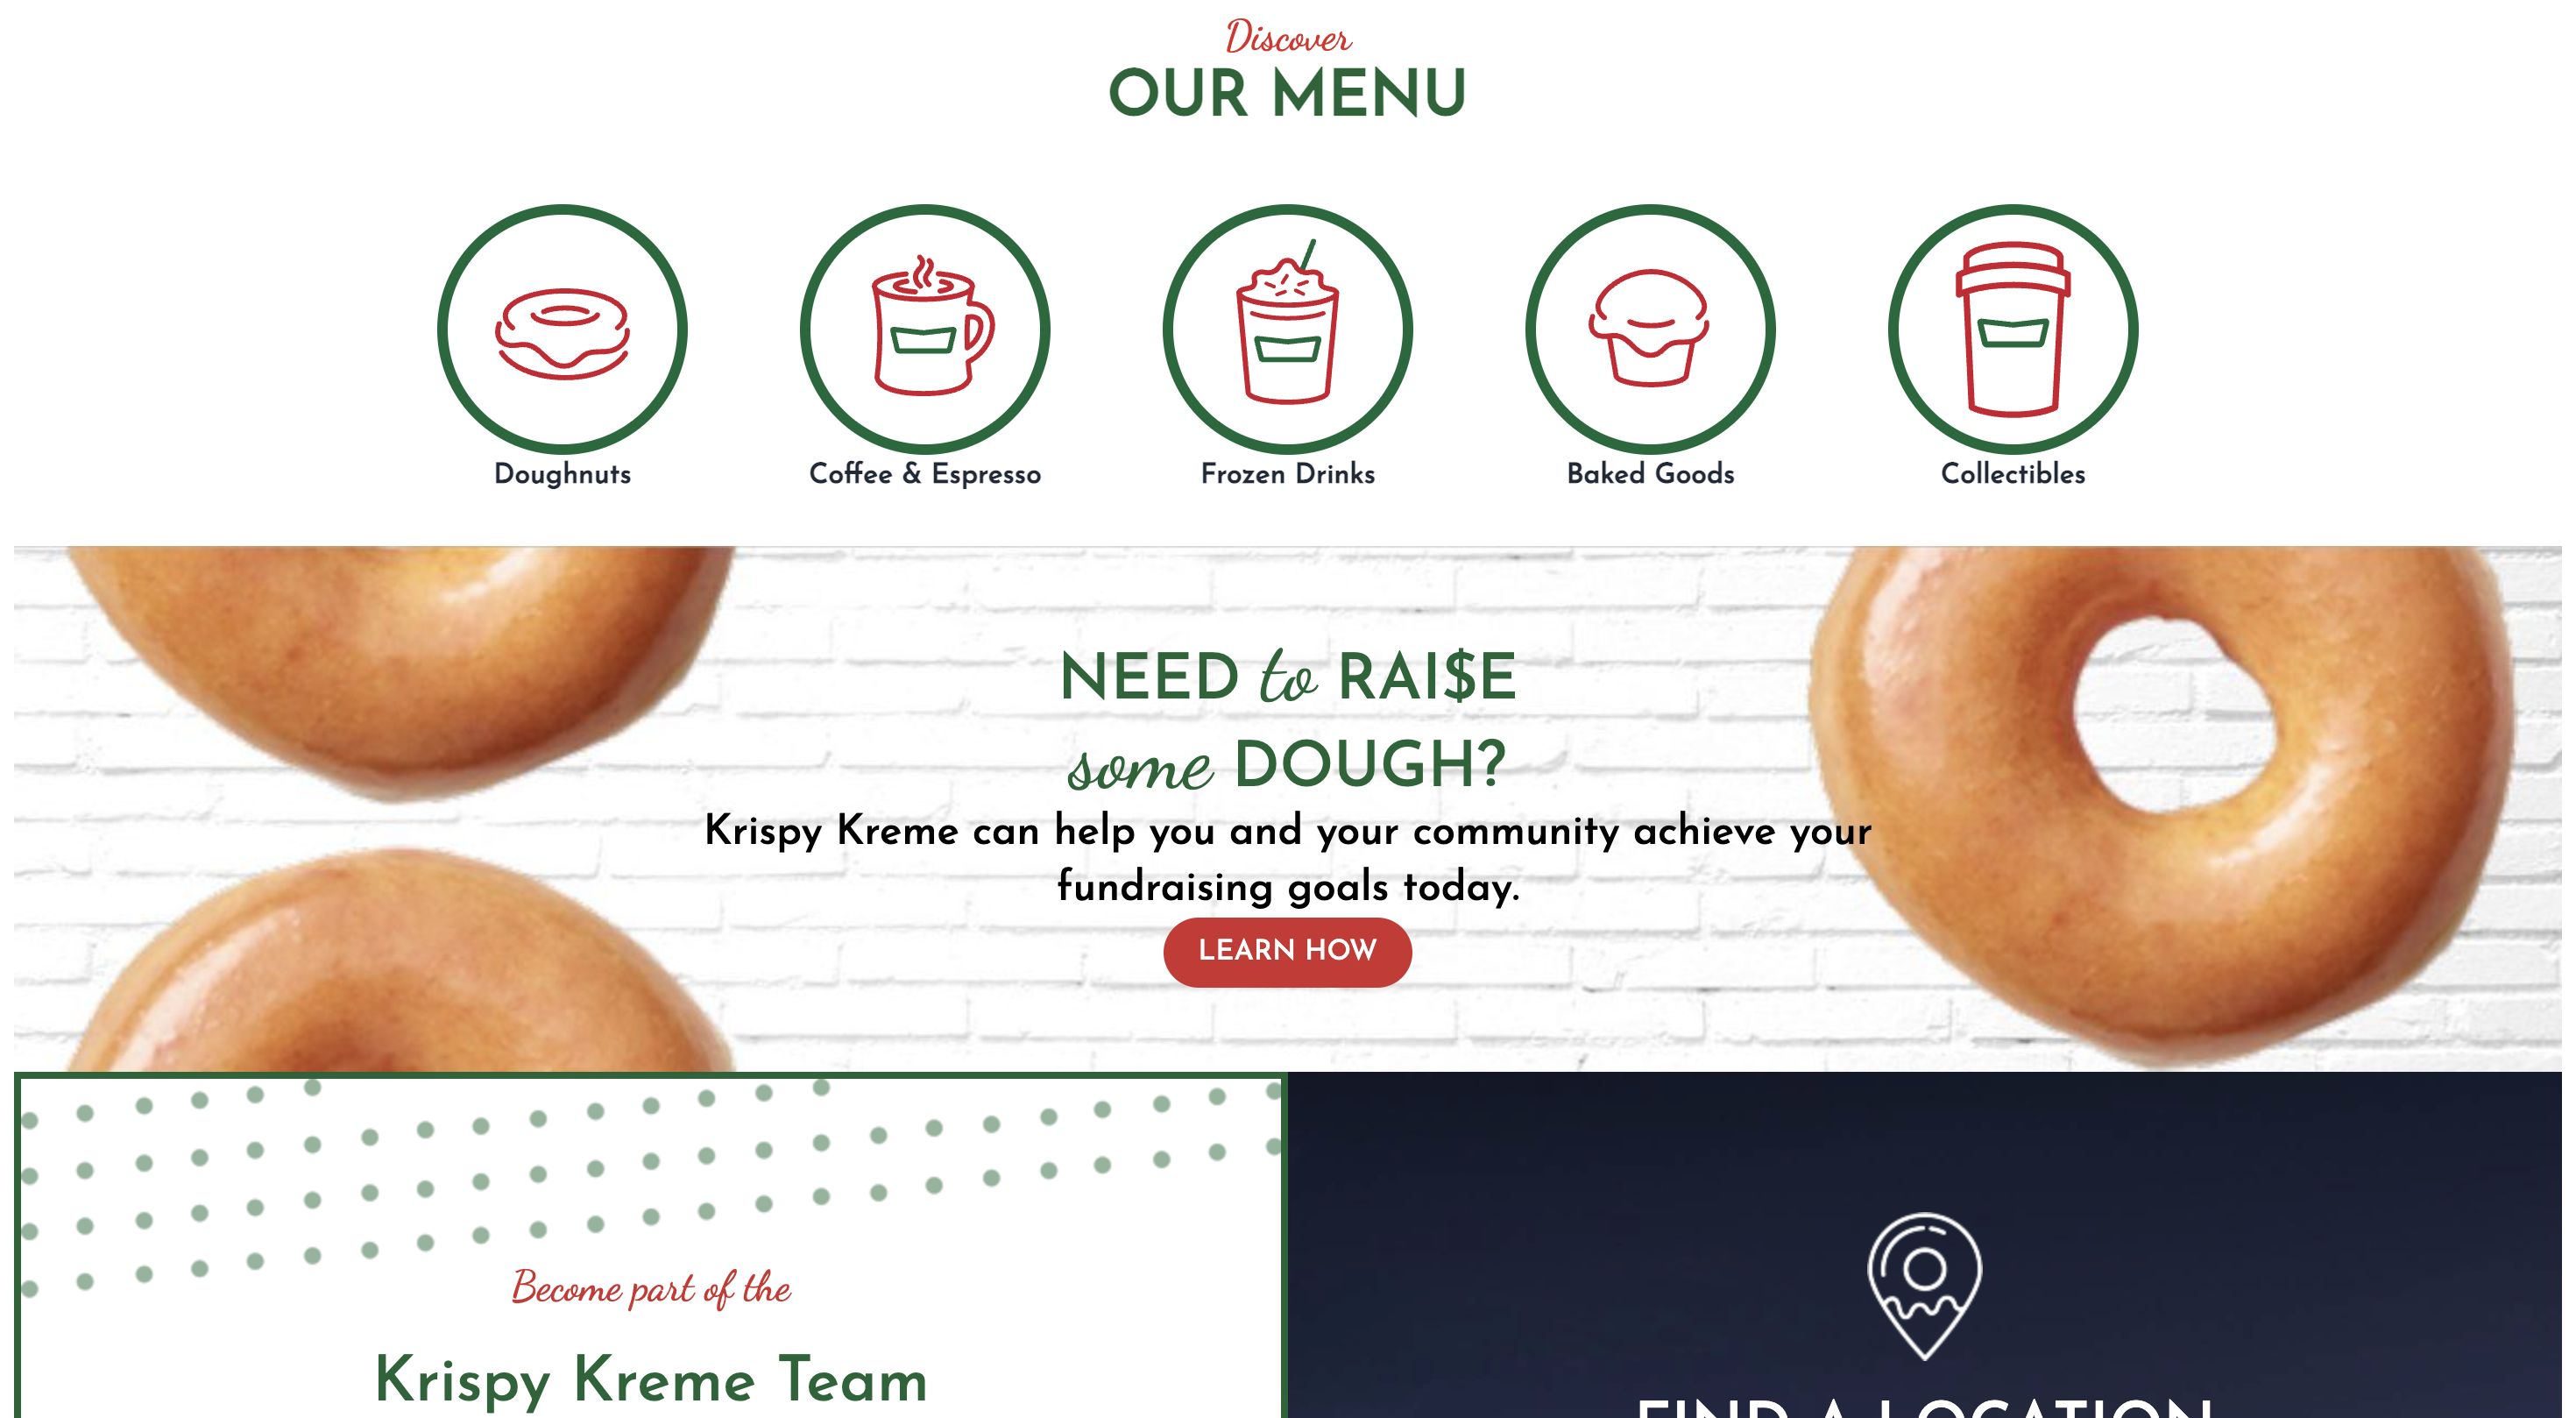 Discover
OUR MENU
Doughnuts
Coffee & Espresso
Frozen Drinks
Baked Goods
Collectibles
NEED to RAI$E
some DOUGH?
Krispy Kreme can help you and your community achieve your
fundraising goals today.
LEARN HOW
Become part of the
Krispy Kreme Team
FIND A LOCATION